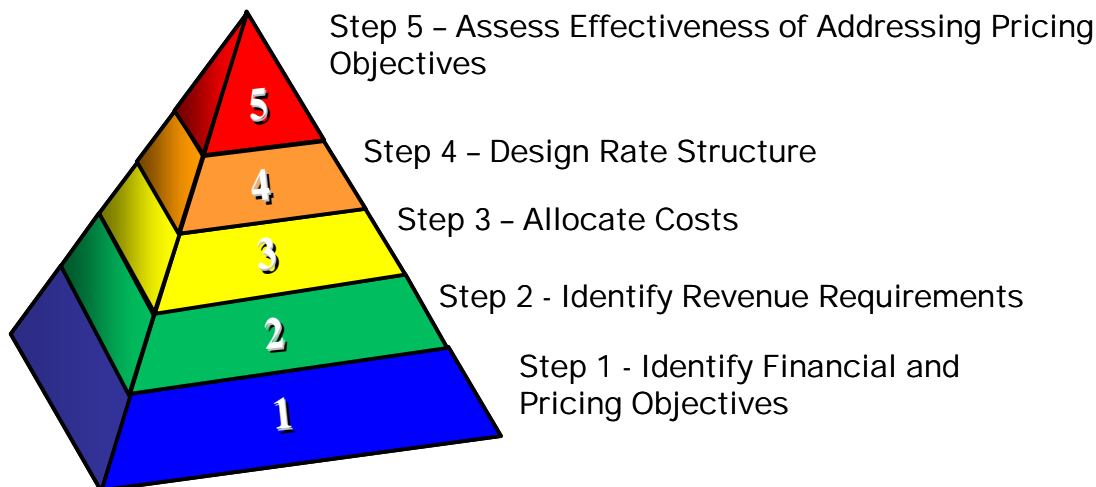 Step 5 – Assess Effectiveness of Addressing Pricing
Objectives
5
Step 4 – Design Rate Structure
4
Step 3 – Allocate Costs
3
Step 2 - Identify Revenue Requirements
2
Step 1 - Identify Financial and
Pricing Objectives
1